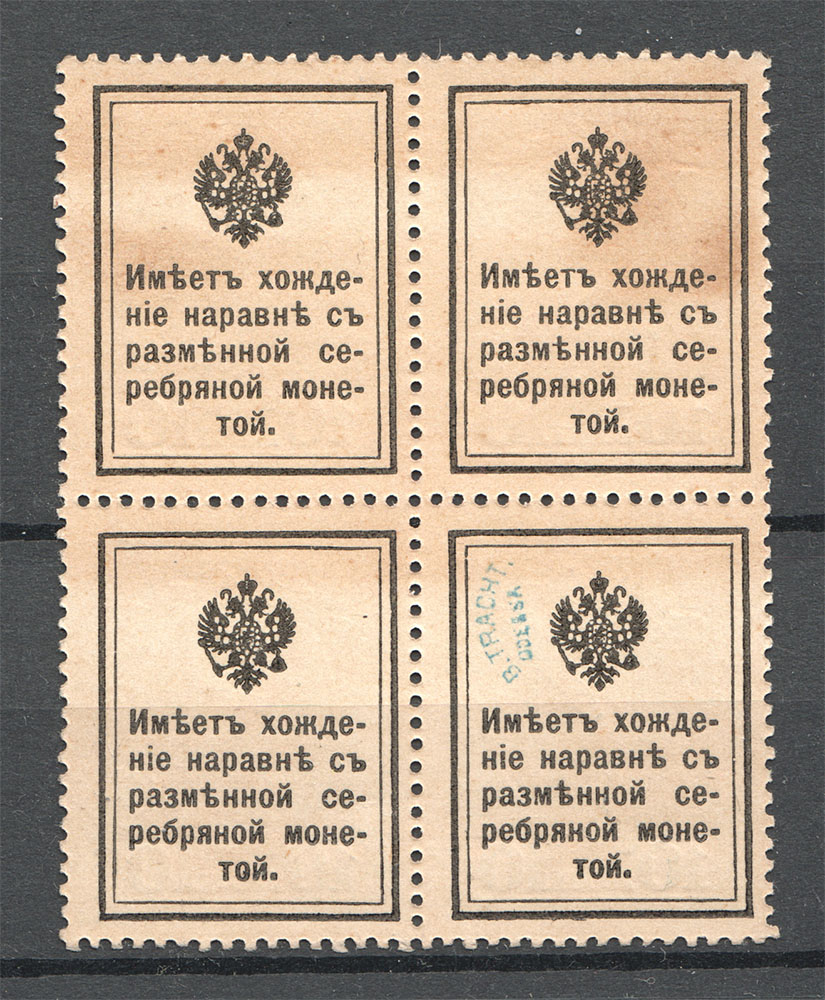 Имѣетъ хожде-
ніе наравнѣ съ
размѣнной се-
ребряной моне-
той.
Имѣетъ хожде-
ніе наравнѣ съ
размѣнной се-
ребряной моне-
той.
Имѣетъ хожде-
ніе наравнѣ съ
размѣнной се-
ребряной моне-
той.
B. TRACHT.
ODESSA
Имѣетъ хожде-
ніе наравнѣ съ
размѣнной се-
ребряной моне-
той.